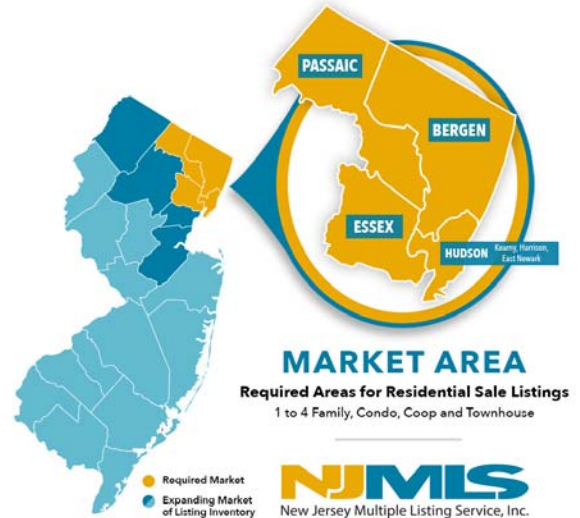 PASSAIC
BERGEN
ESSEX
HUDSON
Kearny, Harrison,
East Newark
MARKET AREA
Required Areas for Residential Sale Listings
1 to 4 Family, Condo, Coop and Townhouse
Required Market
Expanding Market
of Listing Inventory
NJMLS
New Jersey Multiple Listing Service, Inc.